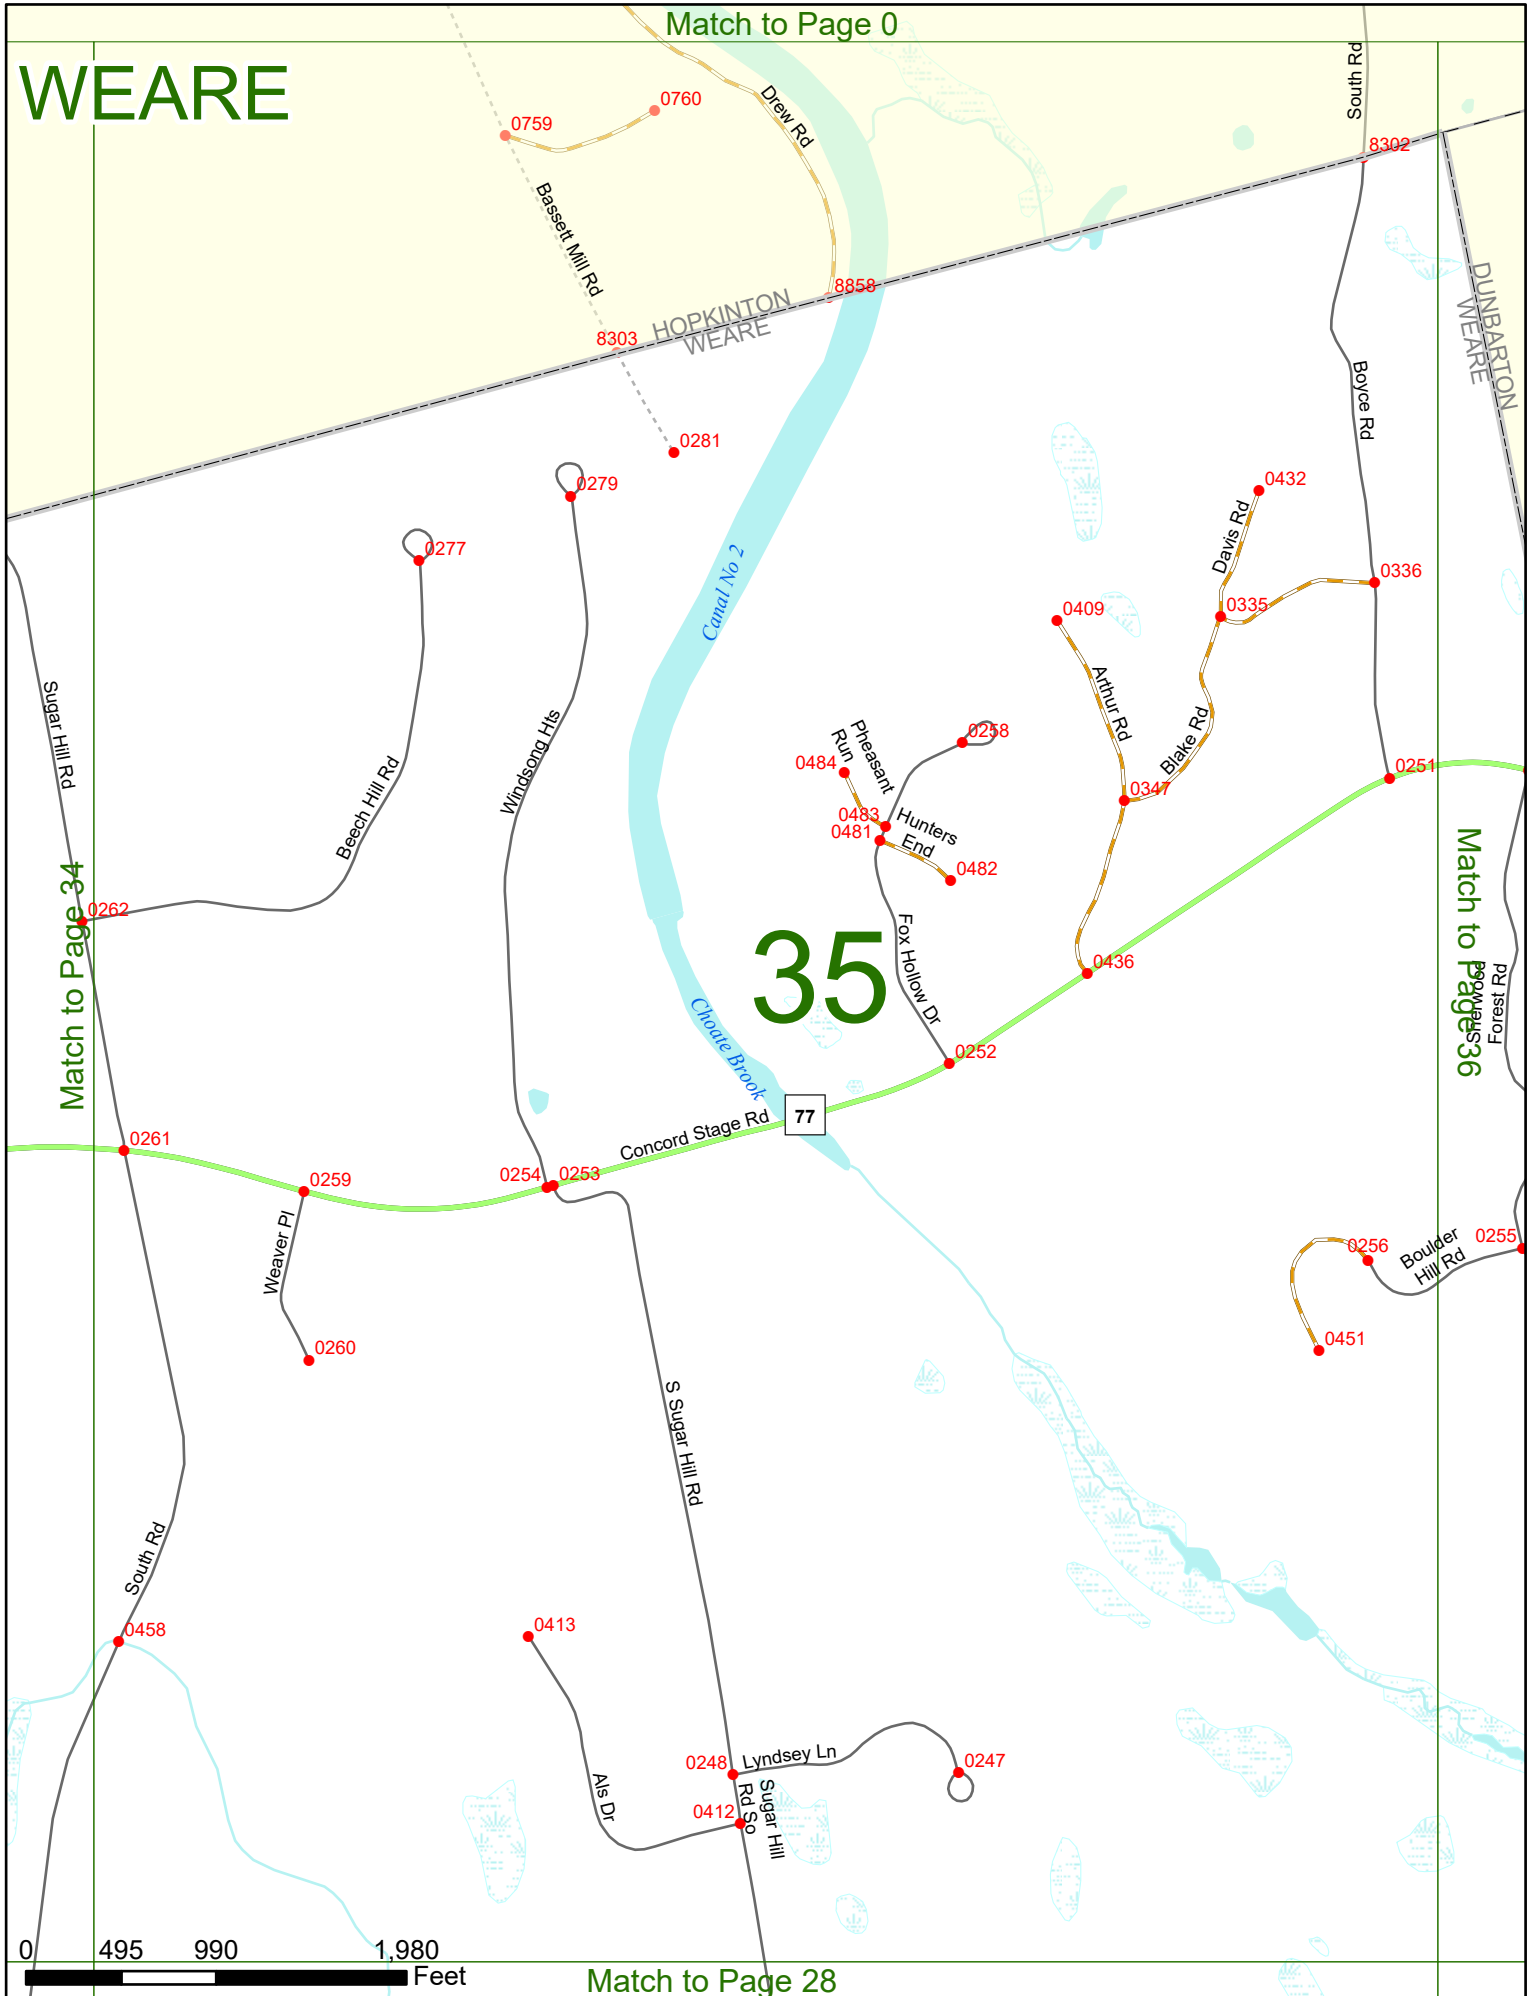 Match to Page 0
WEARE
South Rd
0760
0759
Drew Rd
8302
Bassett Mill Rd
8858
HOPKINTON
WEARE
8303
DUNBARTON
WEARE
Boyce Rd
0281
0279
0432
0277
Davis Rd
Canal No 2
0336
0335
0409
Sugar Hill Rd
Arthur Rd
Blake Rd
Windsong Hts
Pheasant
Run
0258
0484
0251
Beech Hill Rd
0347
0483
0481
Hunters
End
0482
Match to Page 34
0262
Match to Page 36
35
Fox Hollow Dr
0436
Sherwood
Forest Rd
Choate Brook
0252
77
Concord Stage Rd
0261
0259
0254
0253
Weaver Pl
0255
0256
Boulder
Hill Rd
0260
0451
S Sugar Hill Rd
South Rd
0458
0413
0248
Lyndsey Ln
0247
Als Dr
0412
Sugar Hill
Rd So
0 495 990 1,980
Feet
Match to Page 28